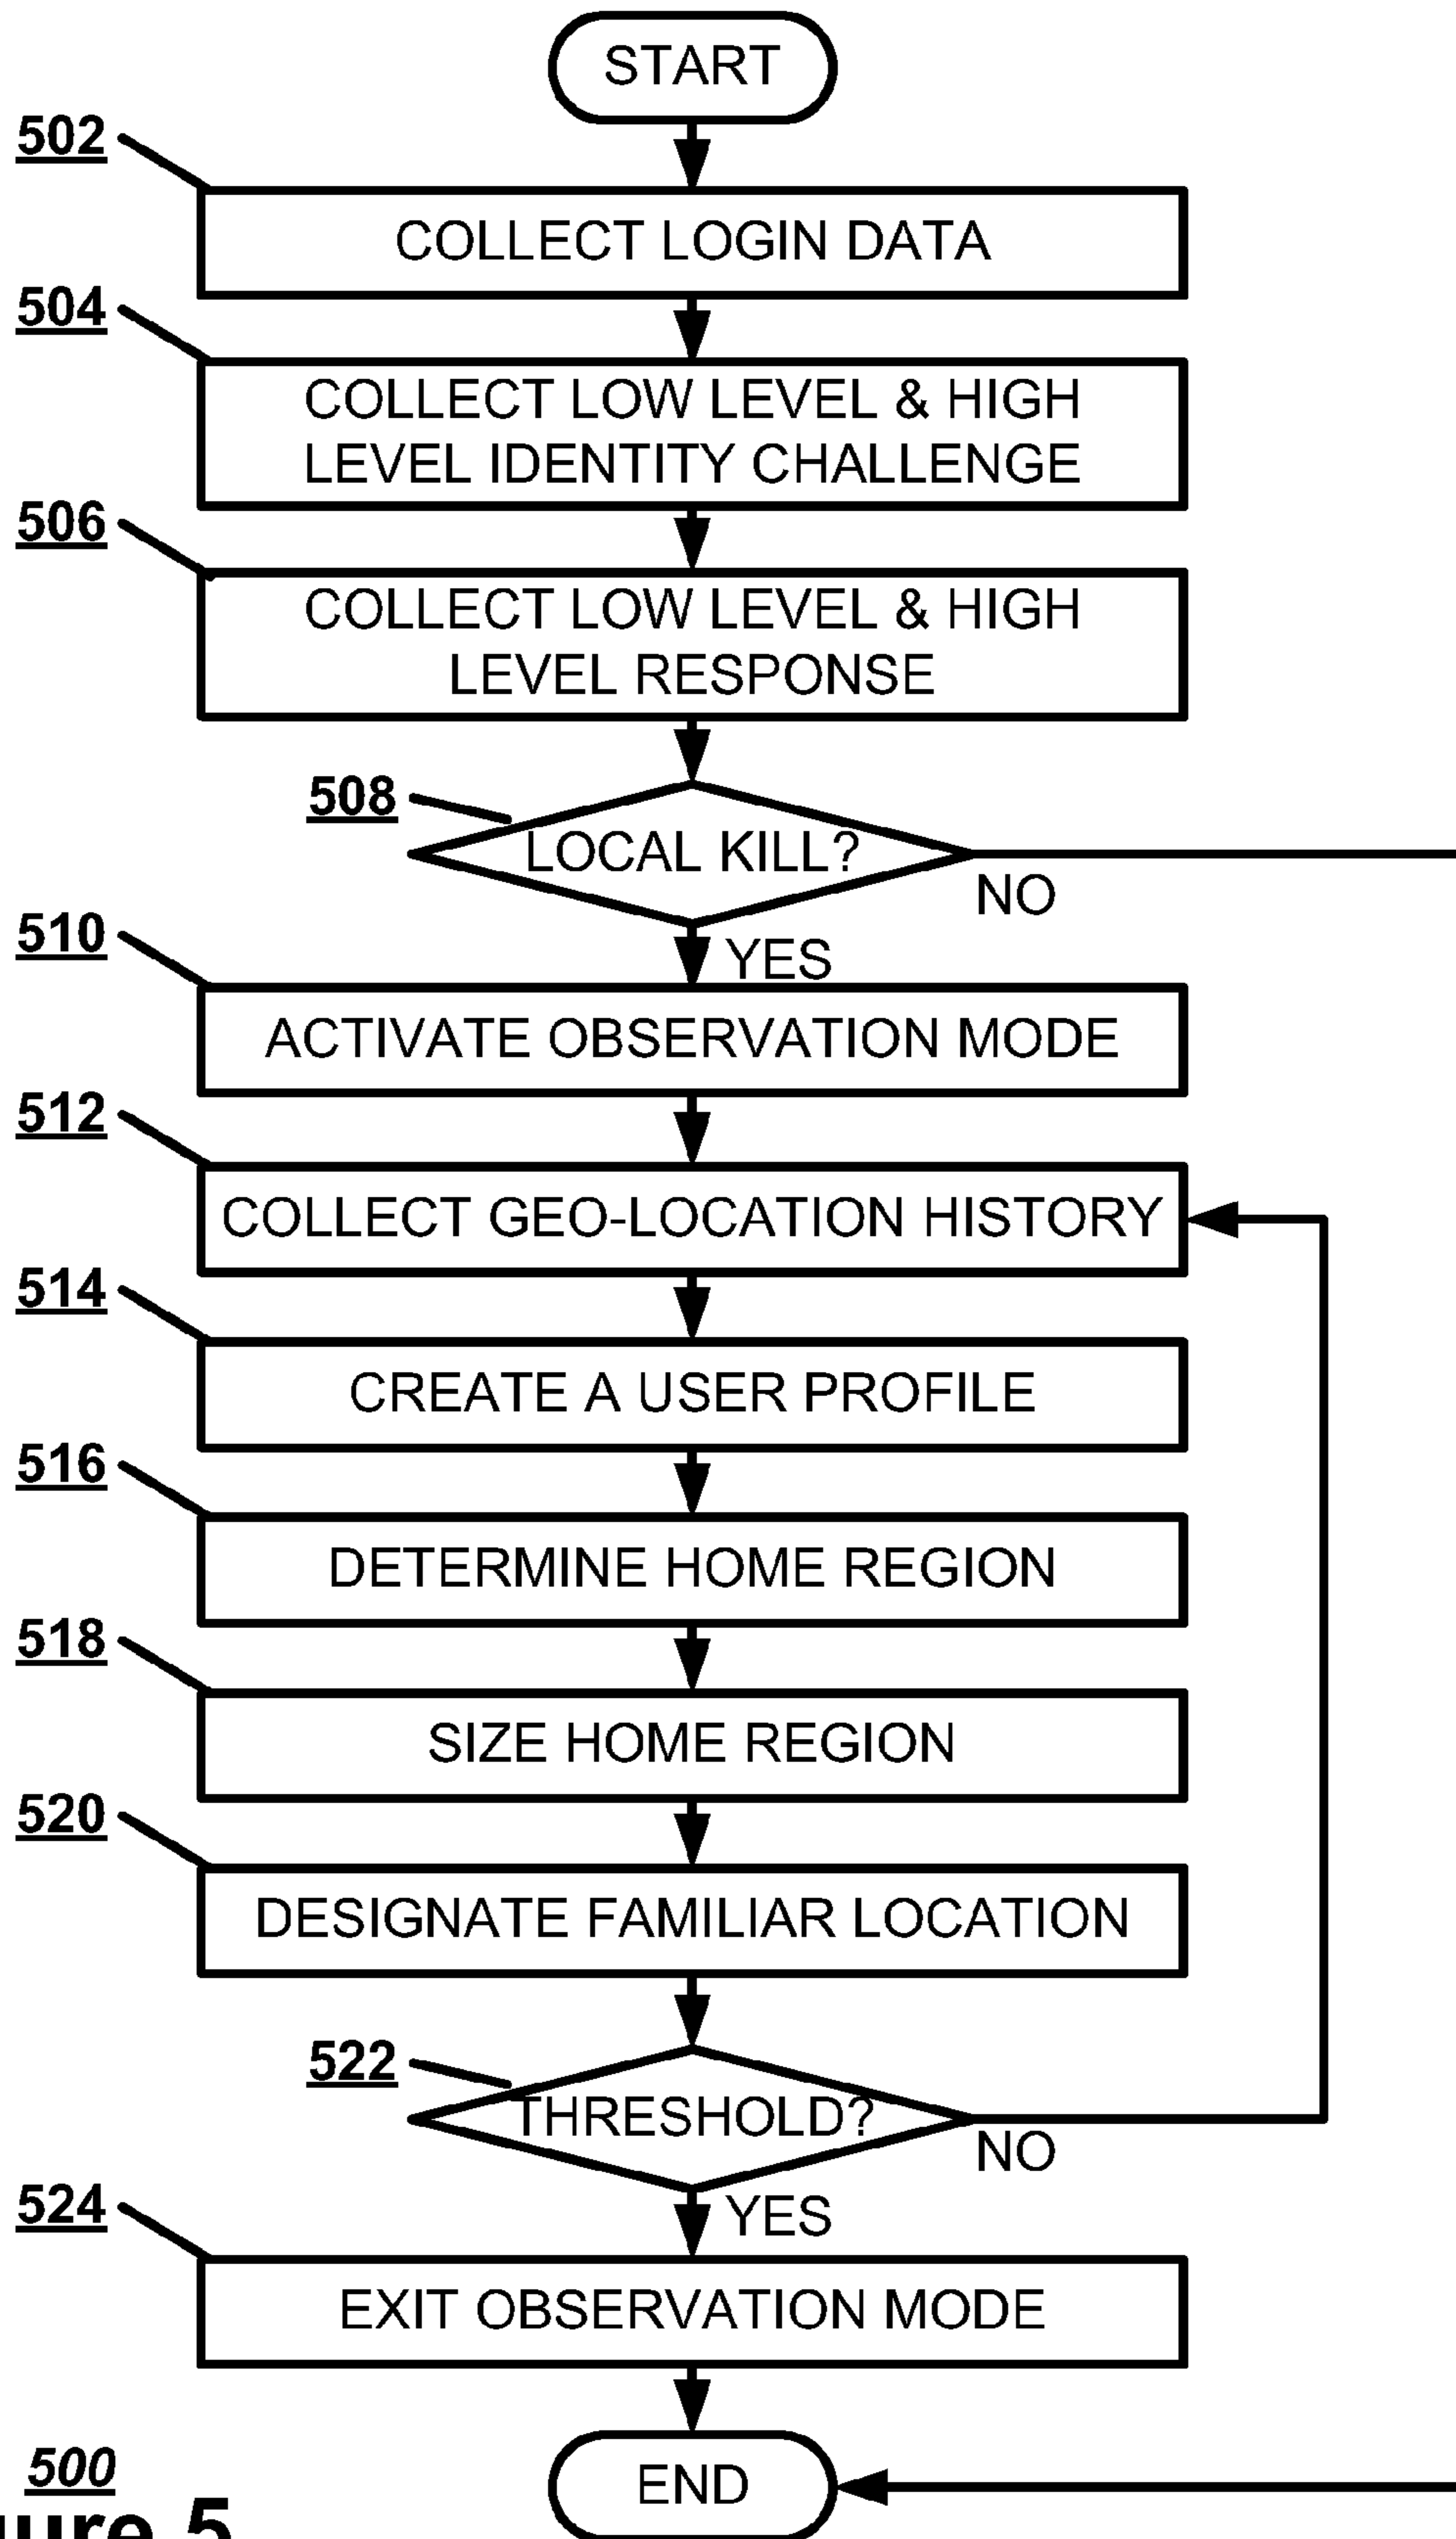 START
502
COLLECT LOGIN DATA
504
COLLECT LOW LEVEL & HIGH
LEVEL IDENTITY CHALLENGE
506
COLLECT LOW LEVEL & HIGH
LEVEL RESPONSE
508
LOCAL KILL?
NO
YES
510
ACTIVATE OBSERVATION MODE
512
COLLECT GEO-LOCATION HISTORY
514
CREATE A USER PROFILE
516
DETERMINE HOME REGION
518
SIZE HOME REGION
520
DESIGNATE FAMILIAR LOCATION
522
THRESHOLD?
NO
YES
524
EXIT OBSERVATION MODE
END
500
5